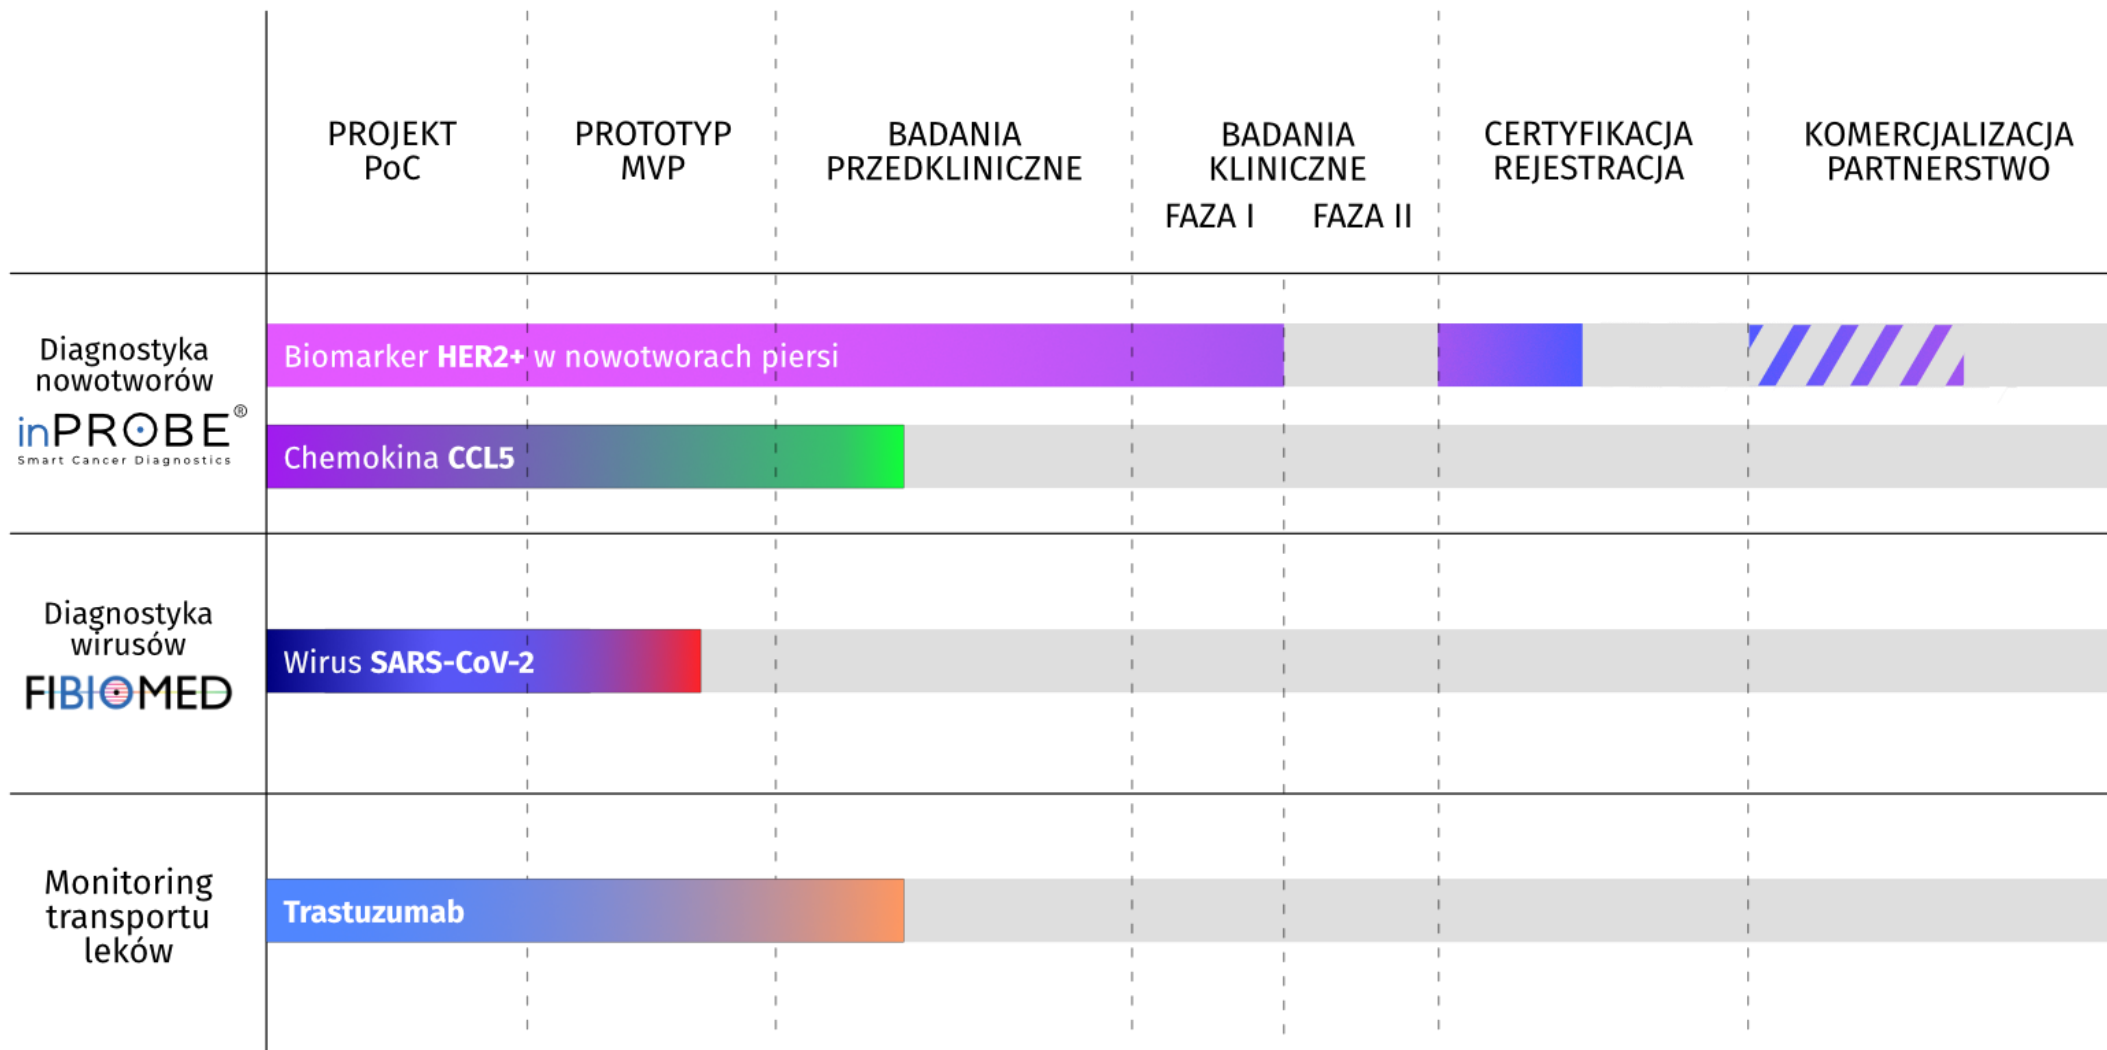 PROJEKT
PoC
PROTOTYP
MVP
BADANIA
PRZEDKLINICZNE
BADANIA
KLINICZNE
FAZA I
FAZA II
CERTYFIKACJA
REJESTRACJA
KOMERCJALIZACJA
PARTNERSTWO
Diagnostyka
nowotworów
inPROBE®
Smart Cancer Diagnostics
Biomarker HER2+ w nowotworach piersi
Chemokina CCL5
Diagnostyka
wirusów
FIBIOMED
Wirus SARS-CoV-2
Monitoring
transportu
leków
Trastuzumab